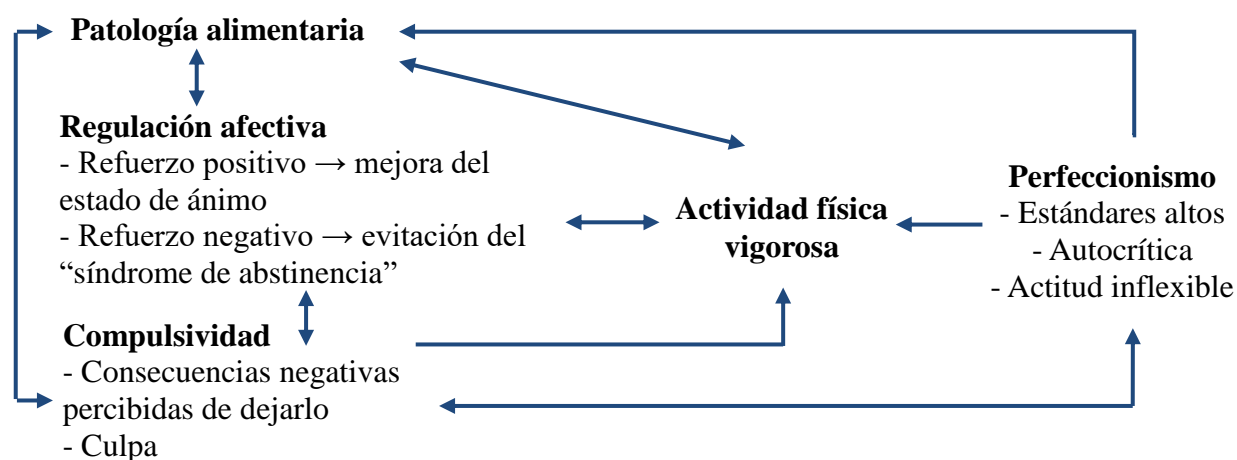 Patología alimentaria
Regulación afectiva
- Refuerzo positivo → mejora del
estado de ánimo
- Refuerzo negativo → evitación del
“síndrome de abstinencia”
Compulsividad
- Consecuencias negativas
percibidas de dejarlo
- Culpa
Actividad física
vigorosa
Perfeccionismo
- Estándares altos
- Autocrítica
- Actitud inflexible